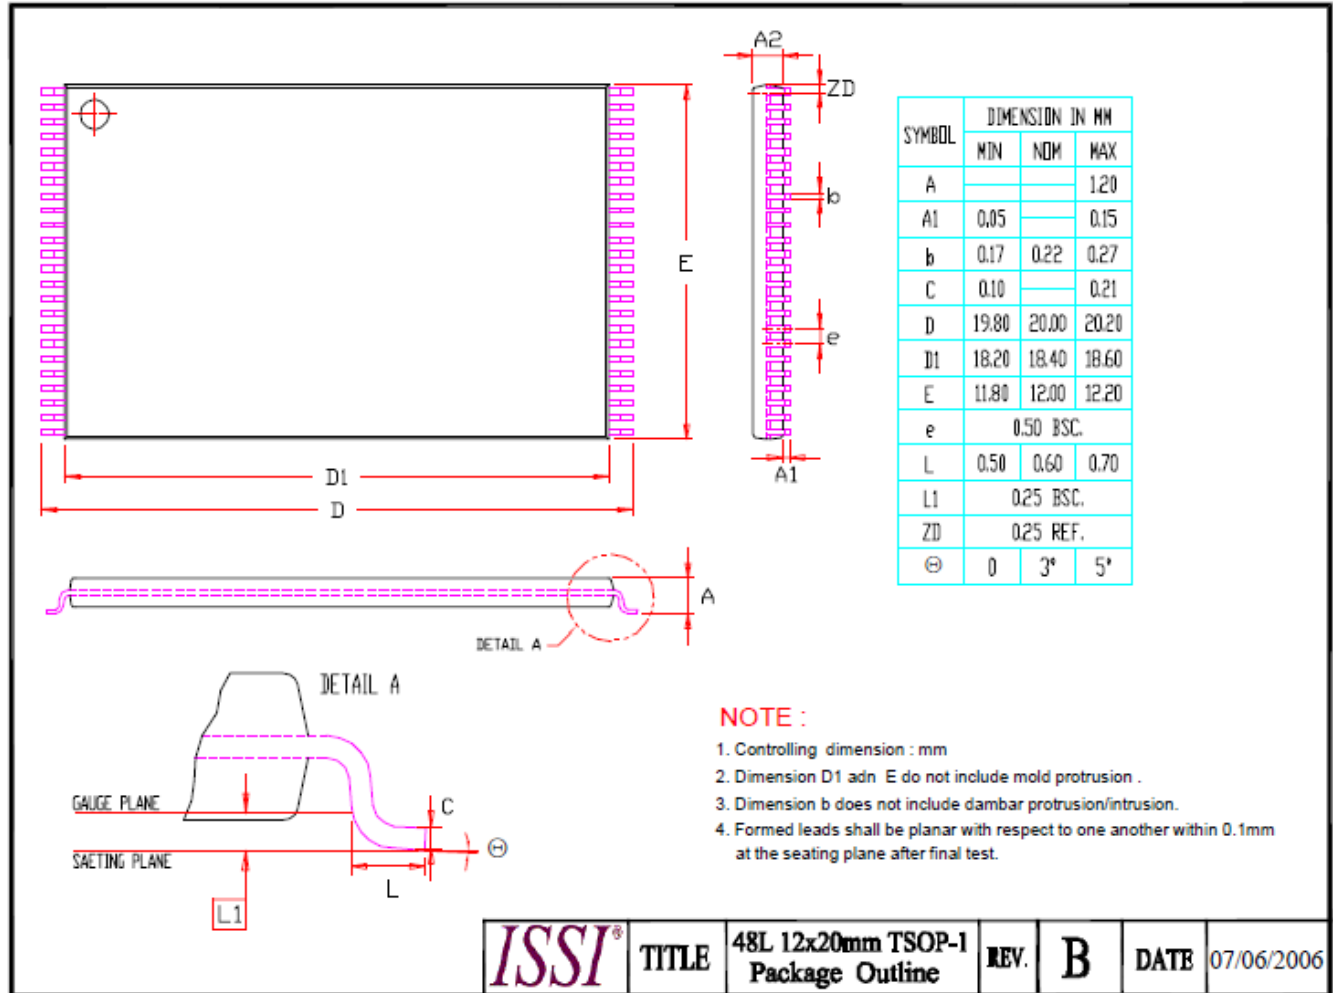 A2
ZD
b
E
e
A1
D1
D
A
DETAIL A
DETAIL A
GAUGE PLANE
C
SAETING PLANE
Θ
L
L1
SYMBOL DIMENSION IN MM
MIN NOM MAX
A 1.20
A1 0.05 0.15
b 0.17 0.22 0.27
C 0.10 0.21
D 19.80 20.00 20.20
D1 18.20 18.40 18.60
E 11.80 12.00 12.20
e 0.50 BSC.
L 0.50 0.60 0.70
L1 0.25 BSC.
ZD 0.25 REF.
Θ 0 3° 5°
NOTE :
1. Controlling dimension : mm
2. Dimension D1 adn E do not include mold protrusion .
3. Dimension b does not include dambar protrusion/intrusion.
4. Formed leads shall be planar with respect to one another within 0.1mm
at the seating plane after final test.
ISSI®
TITLE
48L 12x20mm TSOP-1
Package Outline
REV.
B
DATE
07/06/2006